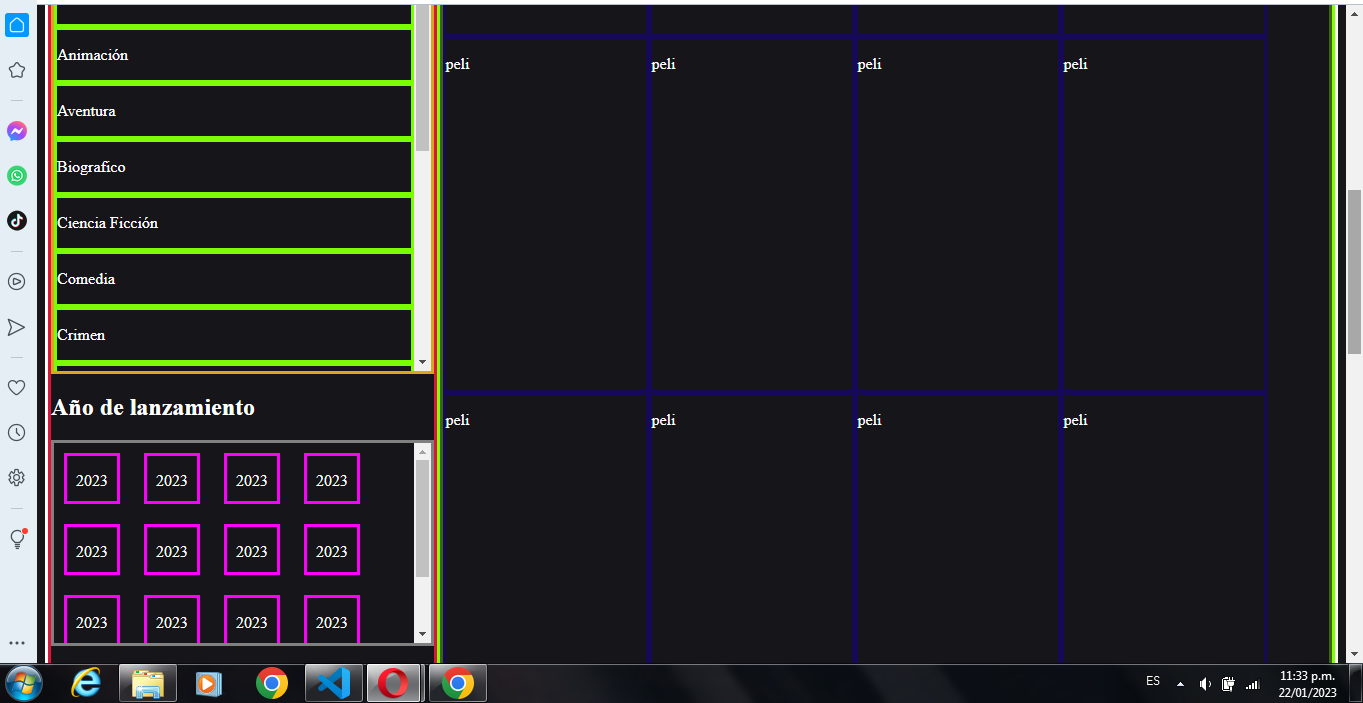 Animación
Aventura
Biografíco
Ciencia Ficción
Comedia
Crimen
Año de lanzamiento
2023 2023 2023 2023
2023 2023 2023 2023
2023 2023 2023 2023
peli peli peli peli
peli peli peli peli
ES
11:33 p.m.
22/01/2023